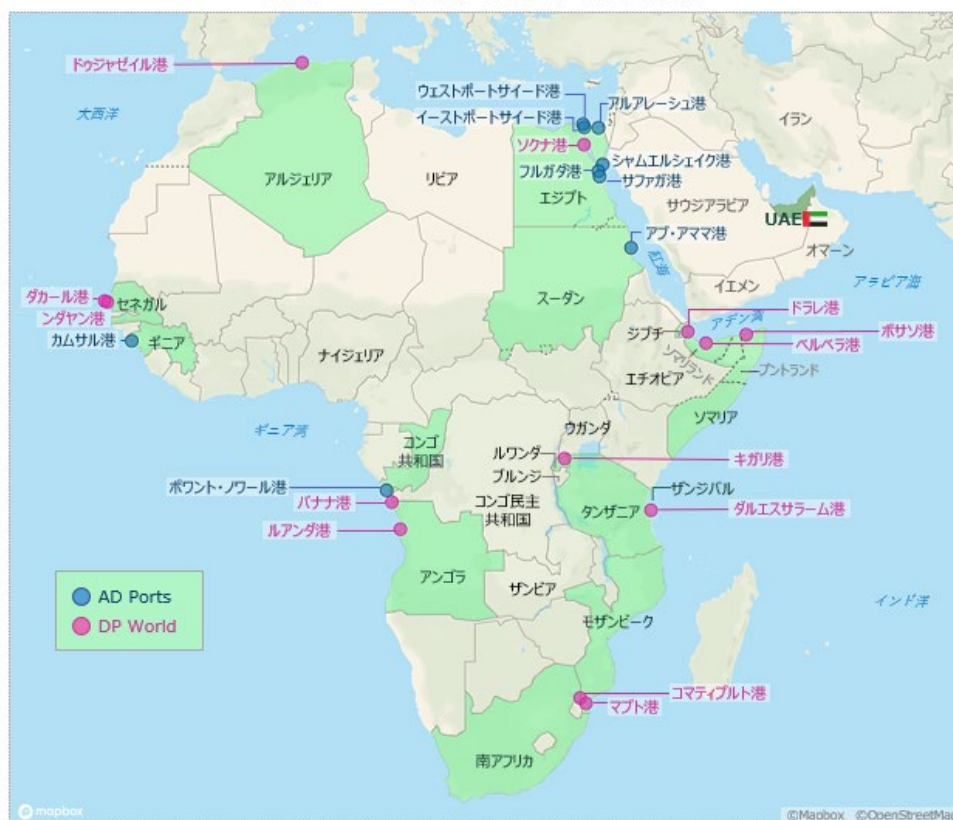 ドゥジャゼイル港
ウェストポートサイード港
アルアレーシュ港
イーストポートサイード港
大西洋
イラン
ソクナ港
シャムエルシェイク港
フルガダ港
サファガ港
アルジェリア
リビア
エジプト
サウジアラビア
UAE
アブ・アママ港
オマーン
紅海
イエメン
アラビア海
スーダン
ダカール港
セネガル
ンダヤン港
カムサル港
ギニア
ナイジェリア
ジブチ
アデン湾
ドラレ港
ボサソ港
ベルベラ港
ソマリランド
プントランド
エチオピア
ソマリア
ギニア湾
コンゴ
共和国
ウガンダ
ルワンダ
キガリ港
ブルンジ
ポワント・ノワール港
ザンジバル
バナナ港
コンゴ民主
共和国
タンザニア
ダルエスサラーム港
ルアンダ港
アンゴラ
ザンビア
AD Ports
DP World
インド洋
モザンビーク
コマティプルト港
マプト港
南アフリカ
mapbox
©Mapbox ©OpenStreetMap